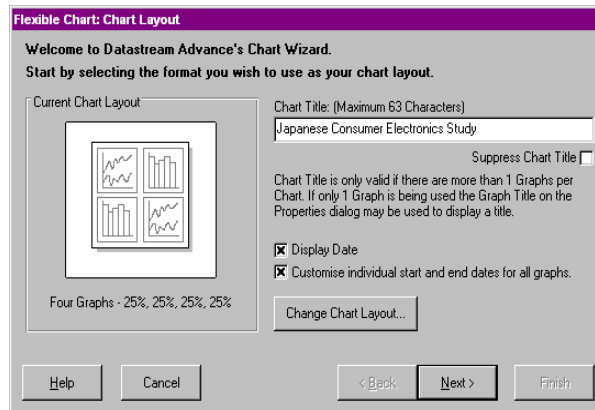 Flexible Chart: Chart Layout
Welcome to Datastream Advance's Chart Wizard.
Start by selecting the format you wish to use as your chart layout.
Current Chart Layout
Four Graphs - 25%, 25%, 25%, 25%
Chart Title: (Maximum 63 Characters)
Japanese Consumer Electronics Study
Suppress Chart Title
Chart Title is only valid if there are more than 1 Graphs per
Chart. If only 1 Graph is being used the Graph Title on the
Properties dialog may be used to display a title.
Display Date
Customise individual start and end dates for all graphs.
Change Chart Layout...
Help
Cancel
< Back
Next >
Finish